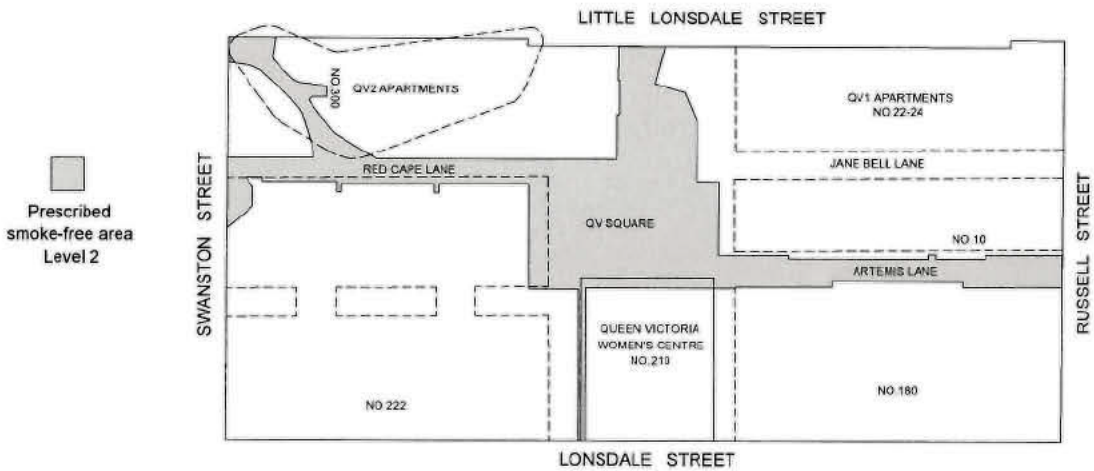 LITTLE LONSDALE STREET
NO.300
QV2 APARTMENTS
QV1 APARTMENTS
NO 22-24
RED CAPE LANE
JANE BELL LANE
Prescribed
smoke-free area
Level 2
SWANSTON STREET
QV SQUARE
NO 10
RUSSELL STREET
ARTEMIS LANE
QUEEN VICTORIA
WOMEN'S CENTRE
NO.210
NO 222
NO.180
LONSDALE STREET